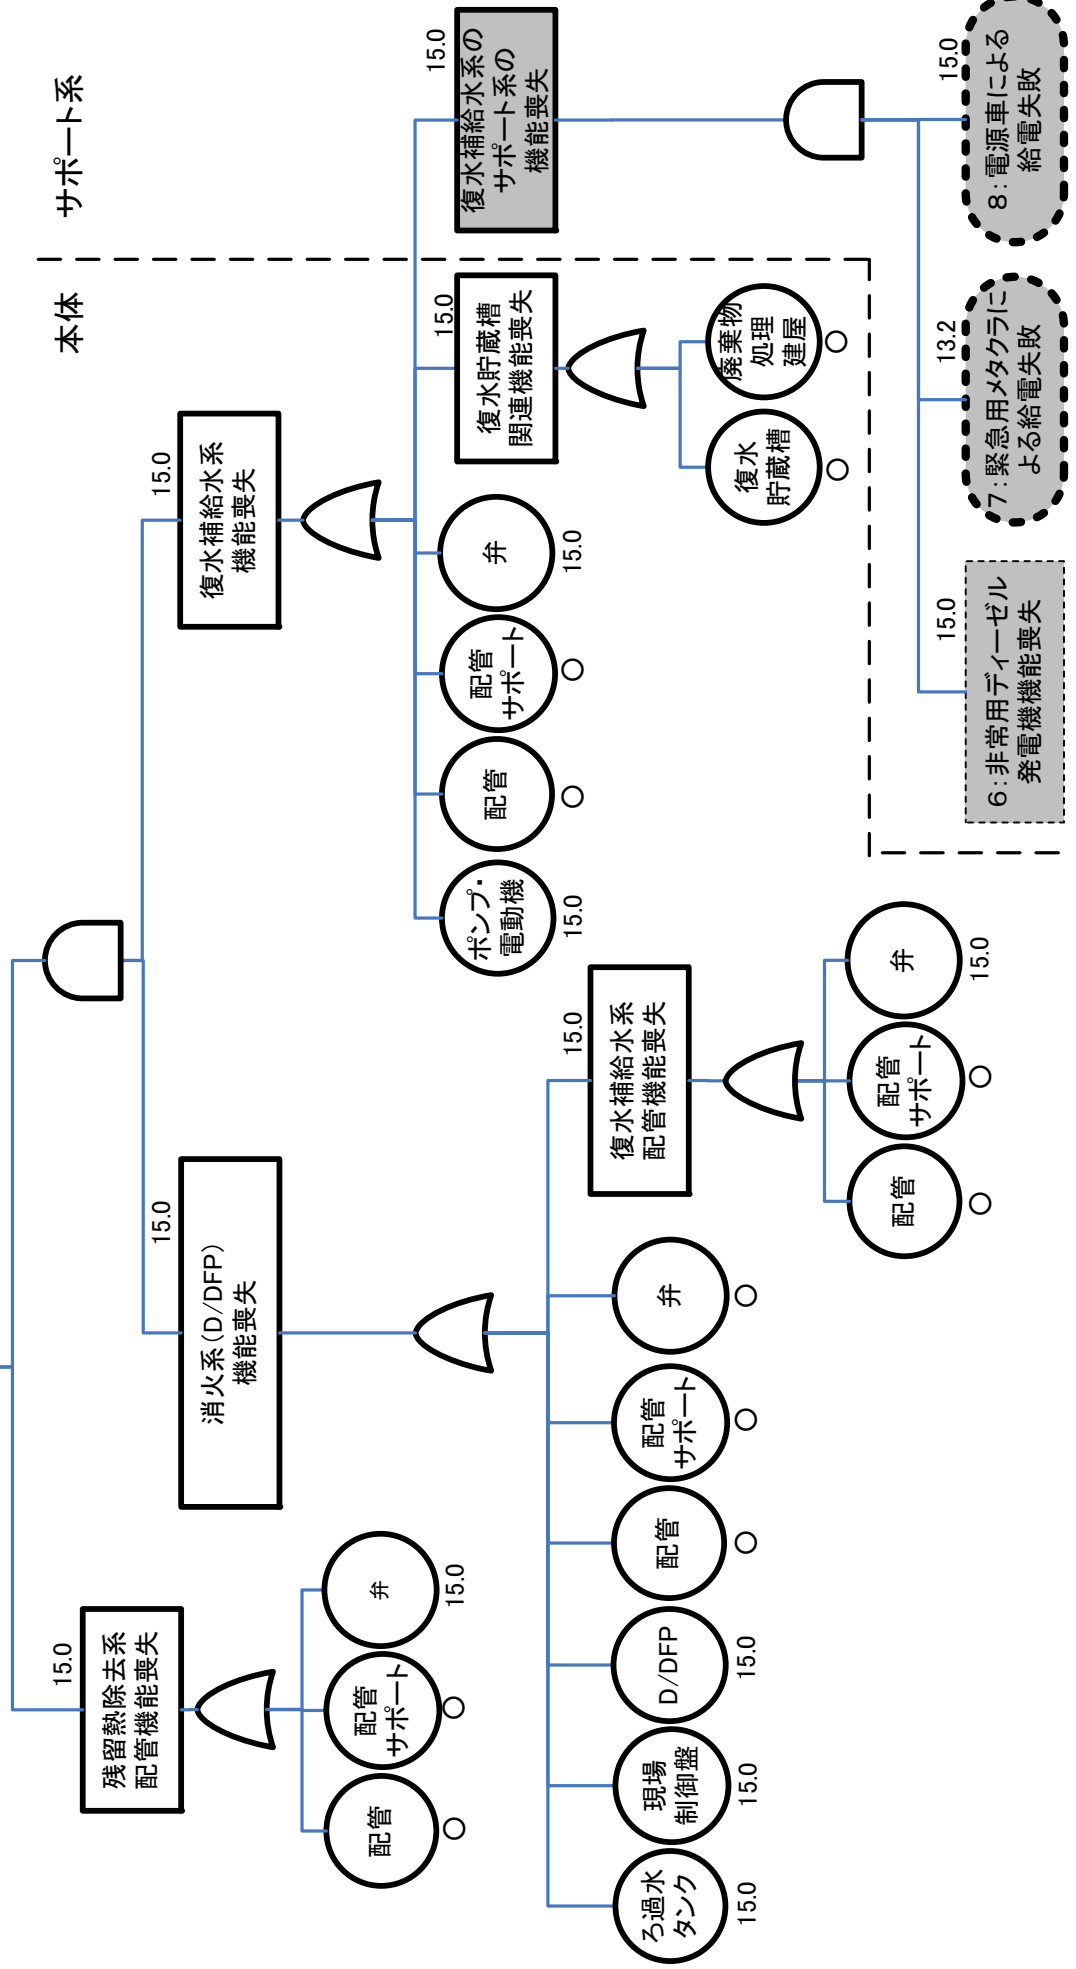 本体
サポート系
15.0
残留熱除去系
配管機能喪失
配管
○
配管
サポート
○
弁
15.0
15.0
消火系(D/DFP)
機能喪失
15.0
復水補給水系
機能喪失
ろ過水
タンク
15.0
現場
制御盤
15.0
D/DFP
15.0
配管
○
配管
サポート
○
弁
○
15.0
復水補給水系
配管機能喪失
配管
○
配管
サポート
○
弁
15.0
ポンプ・
電動機
15.0
配管
○
配管
サポート
○
弁
15.0
15.0
復水貯蔵槽
関連機能喪失
復水
貯蔵槽
○
廃棄物
処理
建屋
○
15.0
復水補給水系の
サポート系の
機能喪失
15.0
6:非常用ディーゼル
発電機機能喪失
13.2
7:緊急用メタクラに
よる給電失敗
15.0
8:電源車による
給電失敗